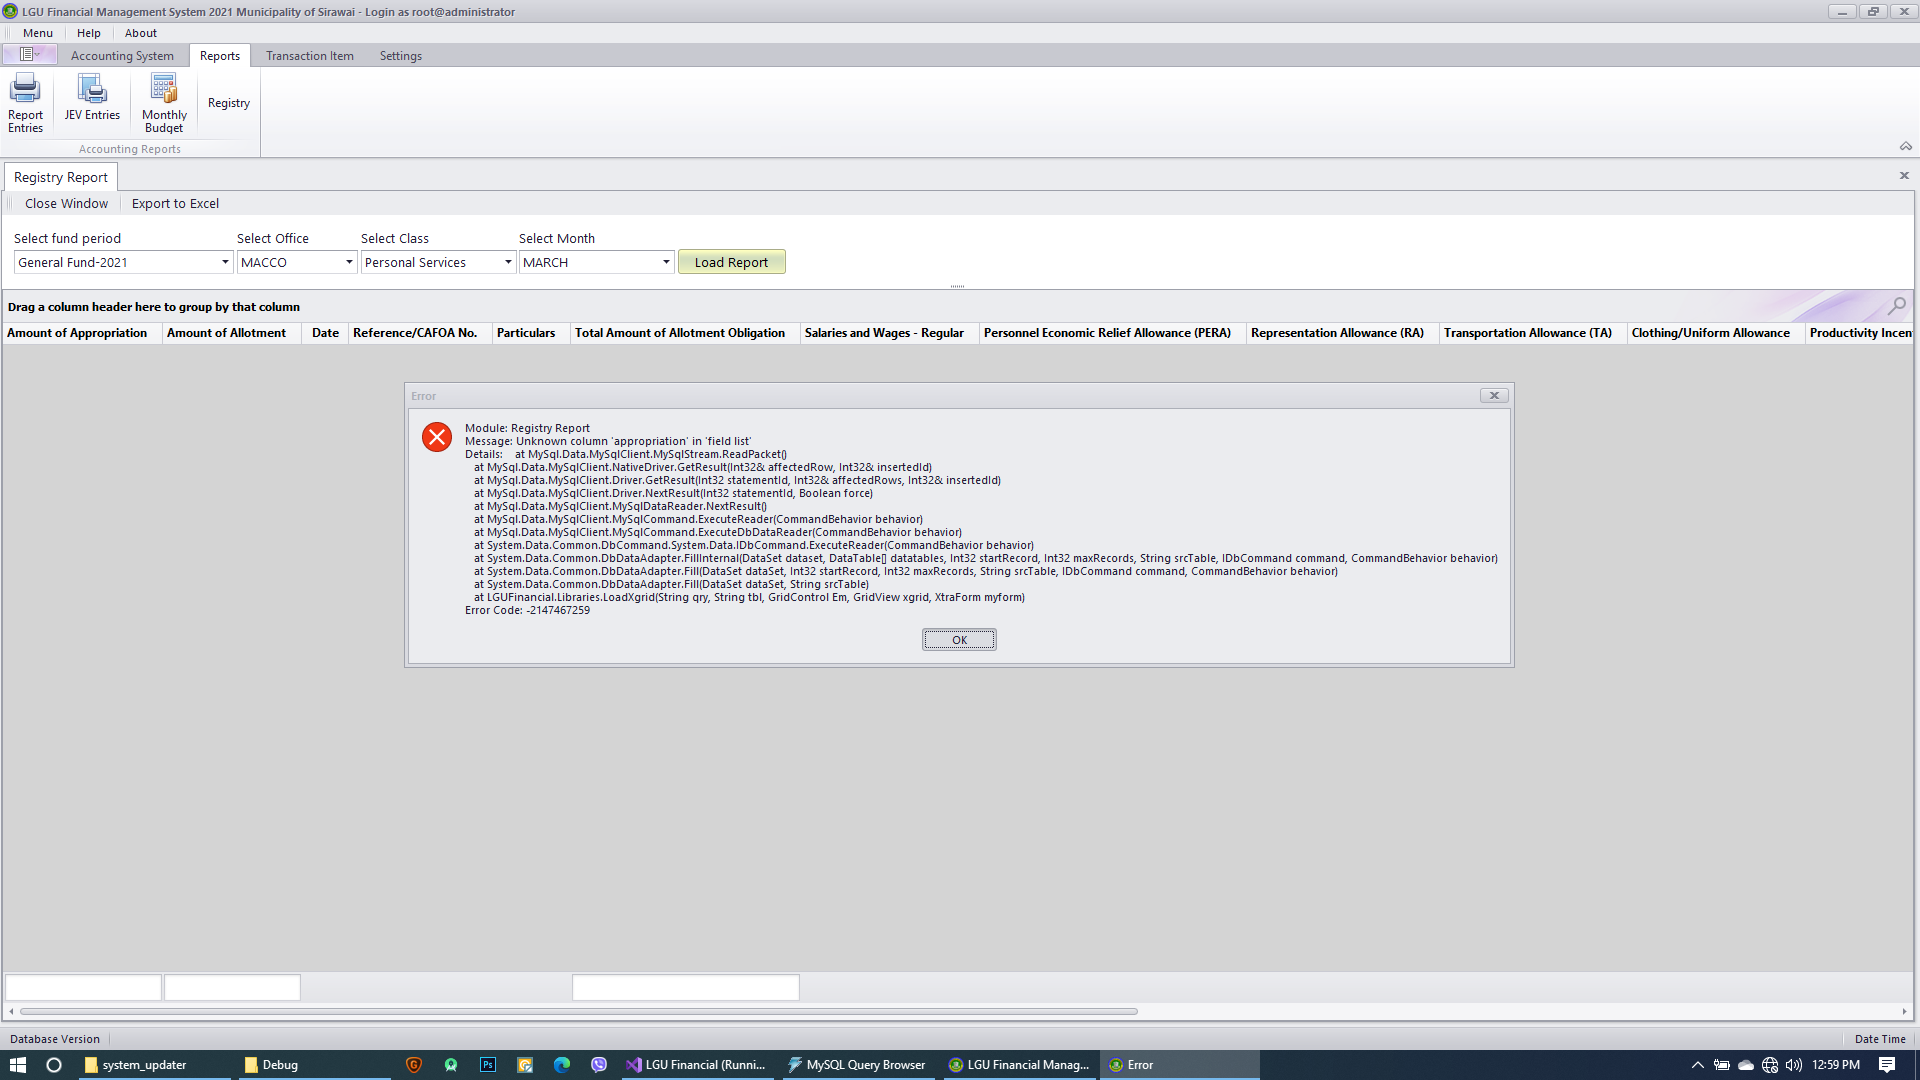 LGU Financial Management System 2021 Municipality of Sirawai - Login as root@administrator
Menu Help About
Accounting System Reports Transaction Item Settings
Report Entries
JEV Entries
Monthly Budget
Registry
Accounting Reports
Registry Report
Close Window Export to Excel
Select fund period Select Office Select Class Select Month
General Fund-2021 MACCO Personal Services MARCH Load Report
Drag a column header here to group by that column
Amount of Appropriation Amount of Allotment Date Reference/CAFOA No. Particulars Total Amount of Allotment Obligation Salaries and Wages - Regular Personnel Economic Relief Allowance (PERA) Representation Allowance (RA) Transportation Allowance (TA) Clothing/Uniform Allowance Productivity Incen
Error
Module: Registry Report
Message: Unknown column 'appropriation' in 'field list'
Details: at MySql.Data.MySqlClient.MySqlStream.ReadPacket()
at MySql.Data.MySqlClient.NativeDriver.GetResult(Int32& affectedRow, Int32& insertedId)
at MySql.Data.MySqlClient.Driver.GetResult(Int32 statementId, Int32& affectedRows, Int32& insertedId)
at MySql.Data.MySqlClient.Driver.NextResult(Int32 statementId, Boolean force)
at MySql.Data.MySqlClient.MySqlDataReader.NextResult()
at MySql.Data.MySqlClient.MySqlCommand.ExecuteReader(CommandBehavior behavior)
at MySql.Data.MySqlClient.MySqlCommand.ExecuteDbDataReader(CommandBehavior behavior)
at System.Data.Common.DbCommand.System.Data.IDbCommand.ExecuteReader(CommandBehavior behavior)
at System.Data.Common.DbDataAdapter.FillInternal(DataSet dataset, DataTable[] datatables, Int32 startRecord, Int32 maxRecords, String srcTable, IDbCommand command, CommandBehavior behavior)
at System.Data.Common.DbDataAdapter.Fill(DataSet dataSet, Int32 startRecord, Int32 maxRecords, String srcTable, IDbCommand command, CommandBehavior behavior)
at System.Data.Common.DbDataAdapter.Fill(DataSet dataSet, String srcTable)
at LGUFinancial.Libraries.LoadXgrid(String qry, String tbl, GridControl Em, GridView xgrid, XtraForm myform)
Error Code: -2147467259
OK
Database Version Date Time
system_updater Debug Ps LGU Financial (Runni... MySQL Query Browser LGU Financial Manag... Error 12:59 PM